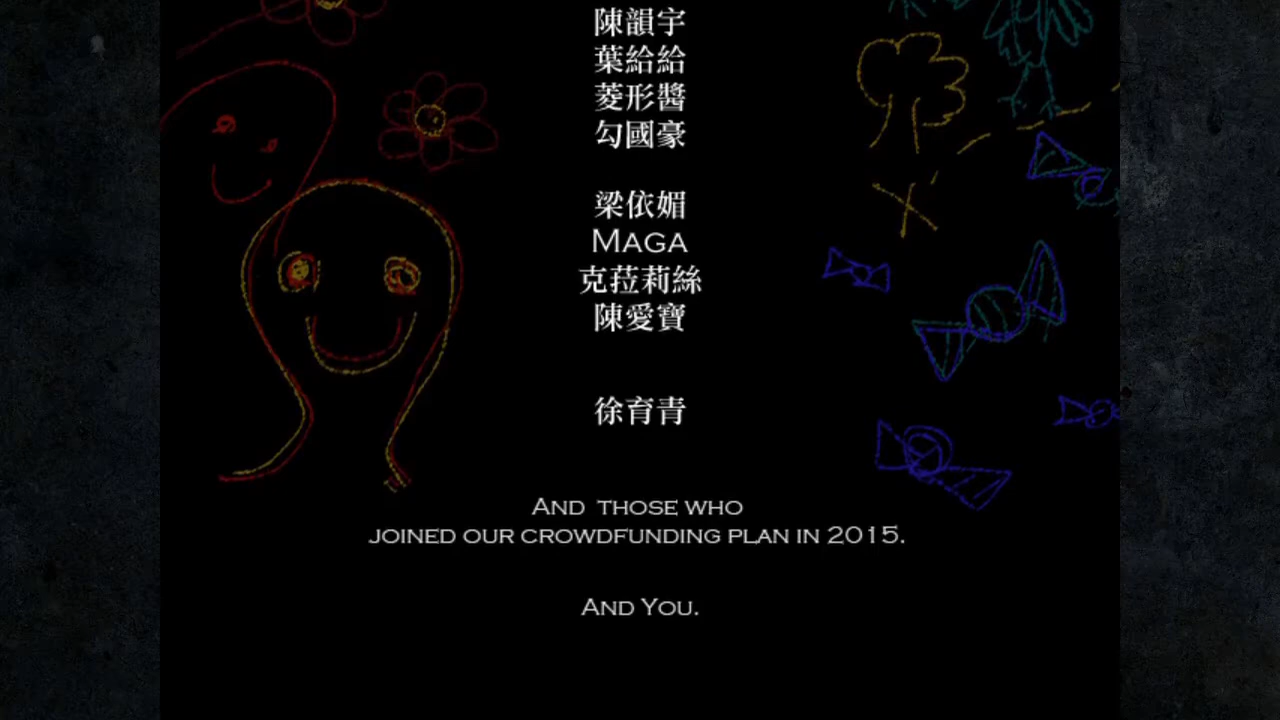 陳韻宇
葉給給
菱形醬
勾國豪
梁依媚
MAGA
克菈莉絲
陳愛寶
徐育青
AND THOSE WHO
JOINED OUR CROWDFUNDING PLAN IN 2015.
AND YOU.